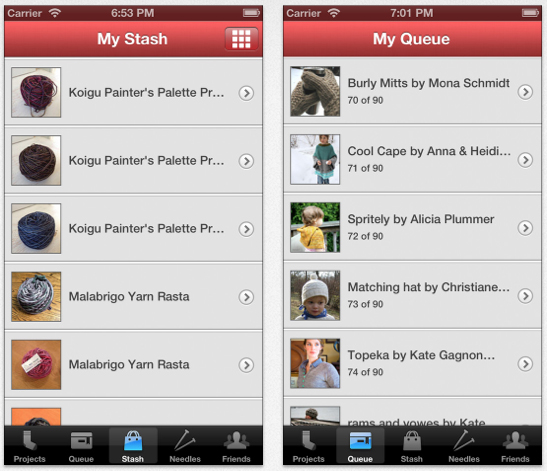 Carrier 6:53 PM
My Stash
Koigu Painter's Palette Pr...
Koigu Painter's Palette Pr...
Koigu Painter's Palette Pr...
Malabrigo Yarn Rasta
Malabrigo Yarn Rasta
Projects Queue Stash Needles Friends
Carrier 7:01 PM
My Queue
Burly Mitts by Mona Schmidt
70 of 90
Cool Cape by Anna & Heidi...
71 of 90
Spritely by Alicia Plummer
72 of 90
Matching hat by Christiane...
73 of 90
Topeka by Kate Gagnon...
74 of 90
rams and yowes by Kate
Projects Queue Stash Needles Friends